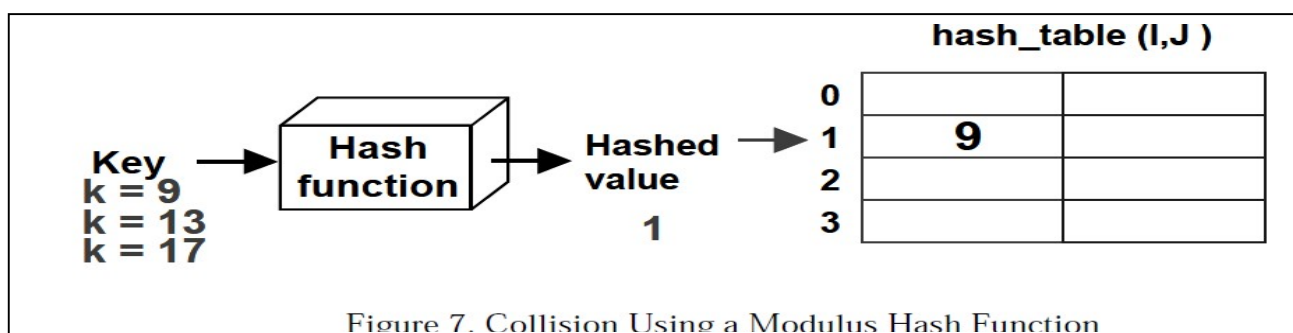 hash_table (I,J )
Key
k = 9
k = 13
k = 17
Hash
function
Hashed
value
1
0
1
9
2
3
Figure 7. Collision Using a Modulus Hash Function